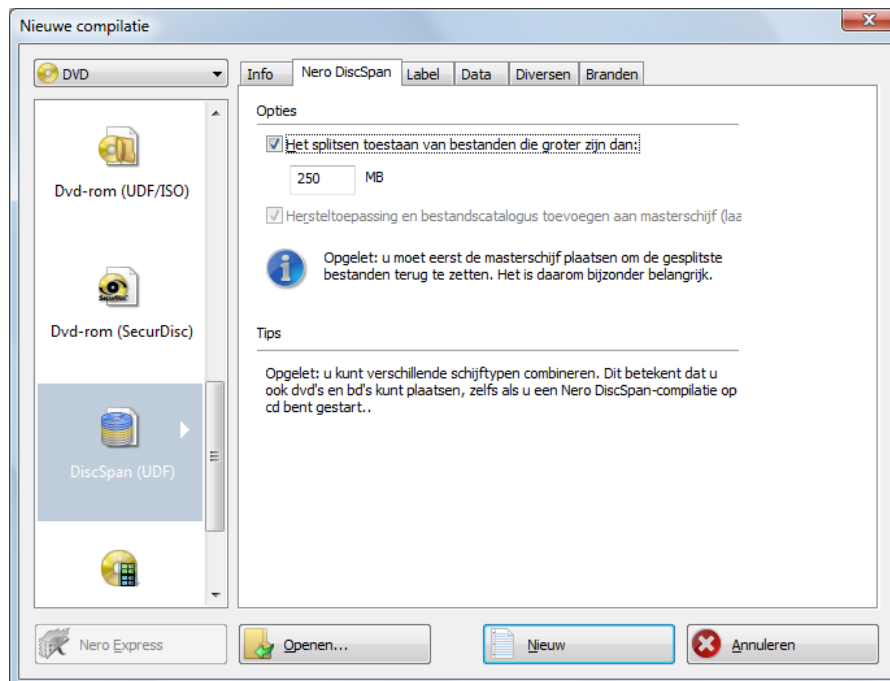 Nieuwe compilatie
DVD
Info
Nero DiscSpan
Label
Data
Diversen
Branden
Dvd-rom (UDF/ISO)
SecurDisc
Dvd-rom (SecurDisc)
DiscSpan (UDF)
Opties
Het splitsen toestaan van bestanden die groter zijn dan:
250 MB
Hersteltoepassing en bestandscatalogus toevoegen aan masterschijf (laa
Opgelet: u moet eerst de masterschijf plaatsen om de gesplitste
bestanden terug te zetten. Het is daarom bijzonder belangrijk.
Tips
Opgelet: u kunt verschillende schijftypen combineren. Dit betekent dat u
ook dvd's en bd's kunt plaatsen, zelfs als u een Nero DiscSpan-compilatie op
cd bent gestart..
Nero Express
Openen...
Nieuw
Annuleren